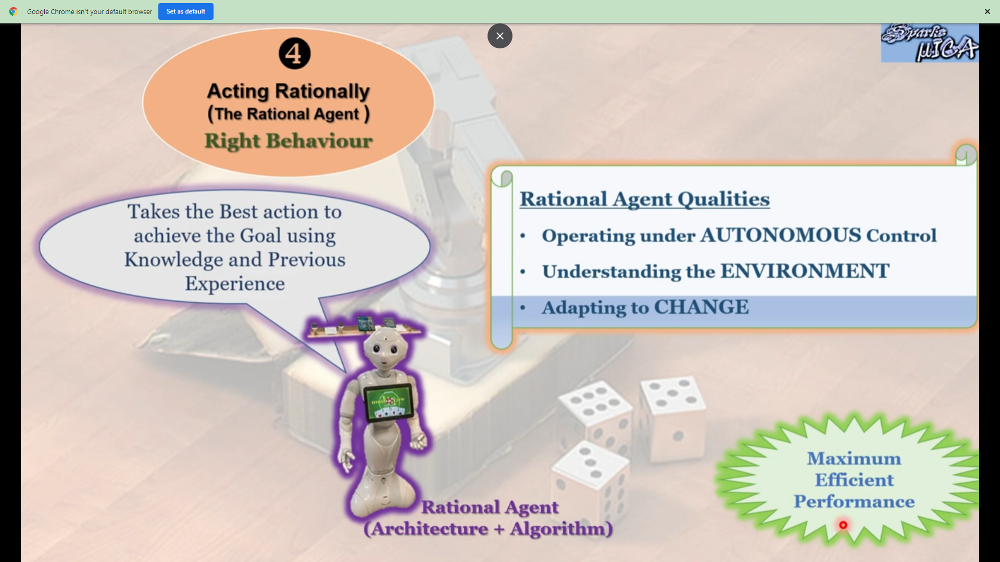 Google Chrome isn't your default browser
Set as default
Sparks
μICA
4
Acting Rationally
(The Rational Agent )
Right Behaviour
Takes the Best action to
achieve the Goal using
Knowledge and Previous
Experience
Rational Agent Qualities
• Operating under AUTONOMOUS Control
• Understanding the ENVIRONMENT
• Adapting to CHANGE
Rational Agent
(Architecture + Algorithm)
Maximum
Efficient
Performance